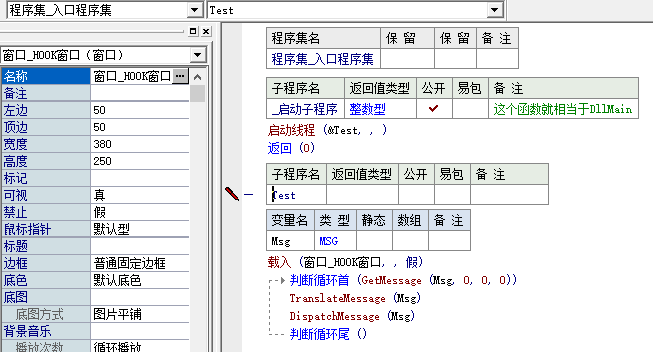 程序集_入口程序集 Test
窗口_HOOK窗口（窗口）
名称 窗口_HOOK窗口 ...
备注
左边 50
顶边 50
宽度 380
高度 250
标记
可视 真
禁止 假
鼠标指针 默认型
标题
边框 普通固定边框
底色 默认底色
底图
底图方式 图片平铺
背景音乐
播放次数 循环播放
程序集名 保 留 保 留 备 注
程序集_入口程序集
子程序名 返回值类型 公开 易包 备 注
_启动子程序 整数型 ✓ 这个函数就相当于DllMain
启动线程 (&Test, , )
返回 (0)
子程序名 返回值类型 公开 易包 备 注
Test
变量名 类 型 静态 数组 备 注
Msg MSG
载入 (窗口_HOOK窗口, , 假)
判断循环首 (GetMessage (Msg, 0, 0, 0))
TranslateMessage (Msg)
DispatchMessage (Msg)
判断循环尾 ()